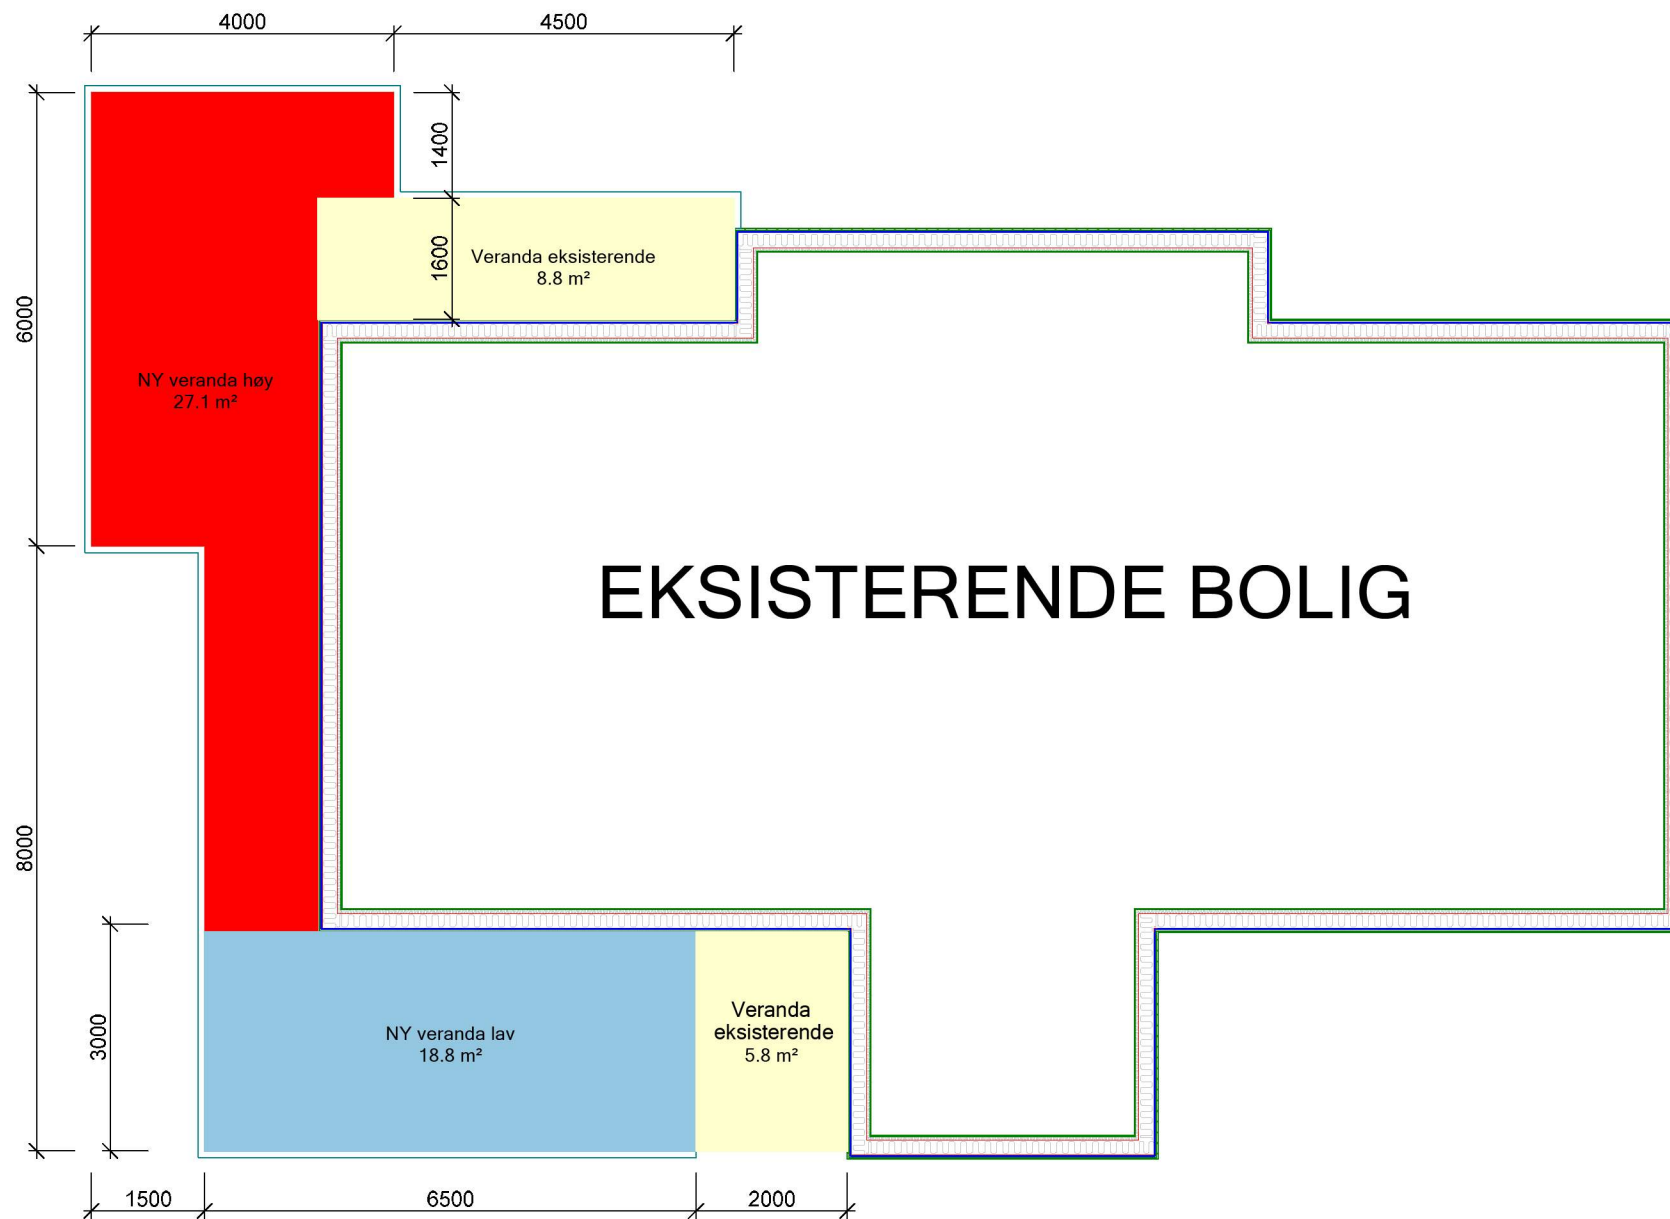 4000
4500
1400
1600
Veranda eksisterende
8.8 m²
6000
NY veranda høy
27.1 m²
EKSISTERENDE BOLIG
8000
3000
NY veranda lav
18.8 m²
Veranda
eksisterende
5.8 m²
1500
6500
2000